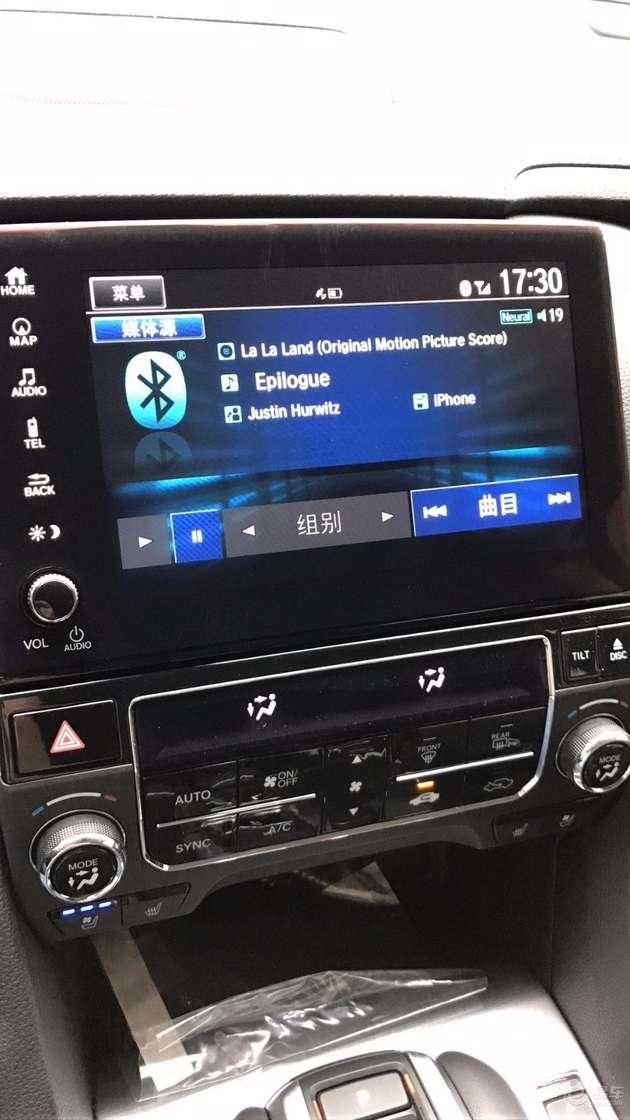 HOME
MAP
AUDIO
TEL
BACK
VOL
AUDIO
菜单
17:30
媒体源
Neural
19
La La Land (Original Motion Picture Score)
Epilogue
Justin Hurwitz
iPhone
组别
曲目
TILT
DISC
FRONT
REAR
AUTO
ON/
OFF
SYNC
A/C
MODE
MODE
P